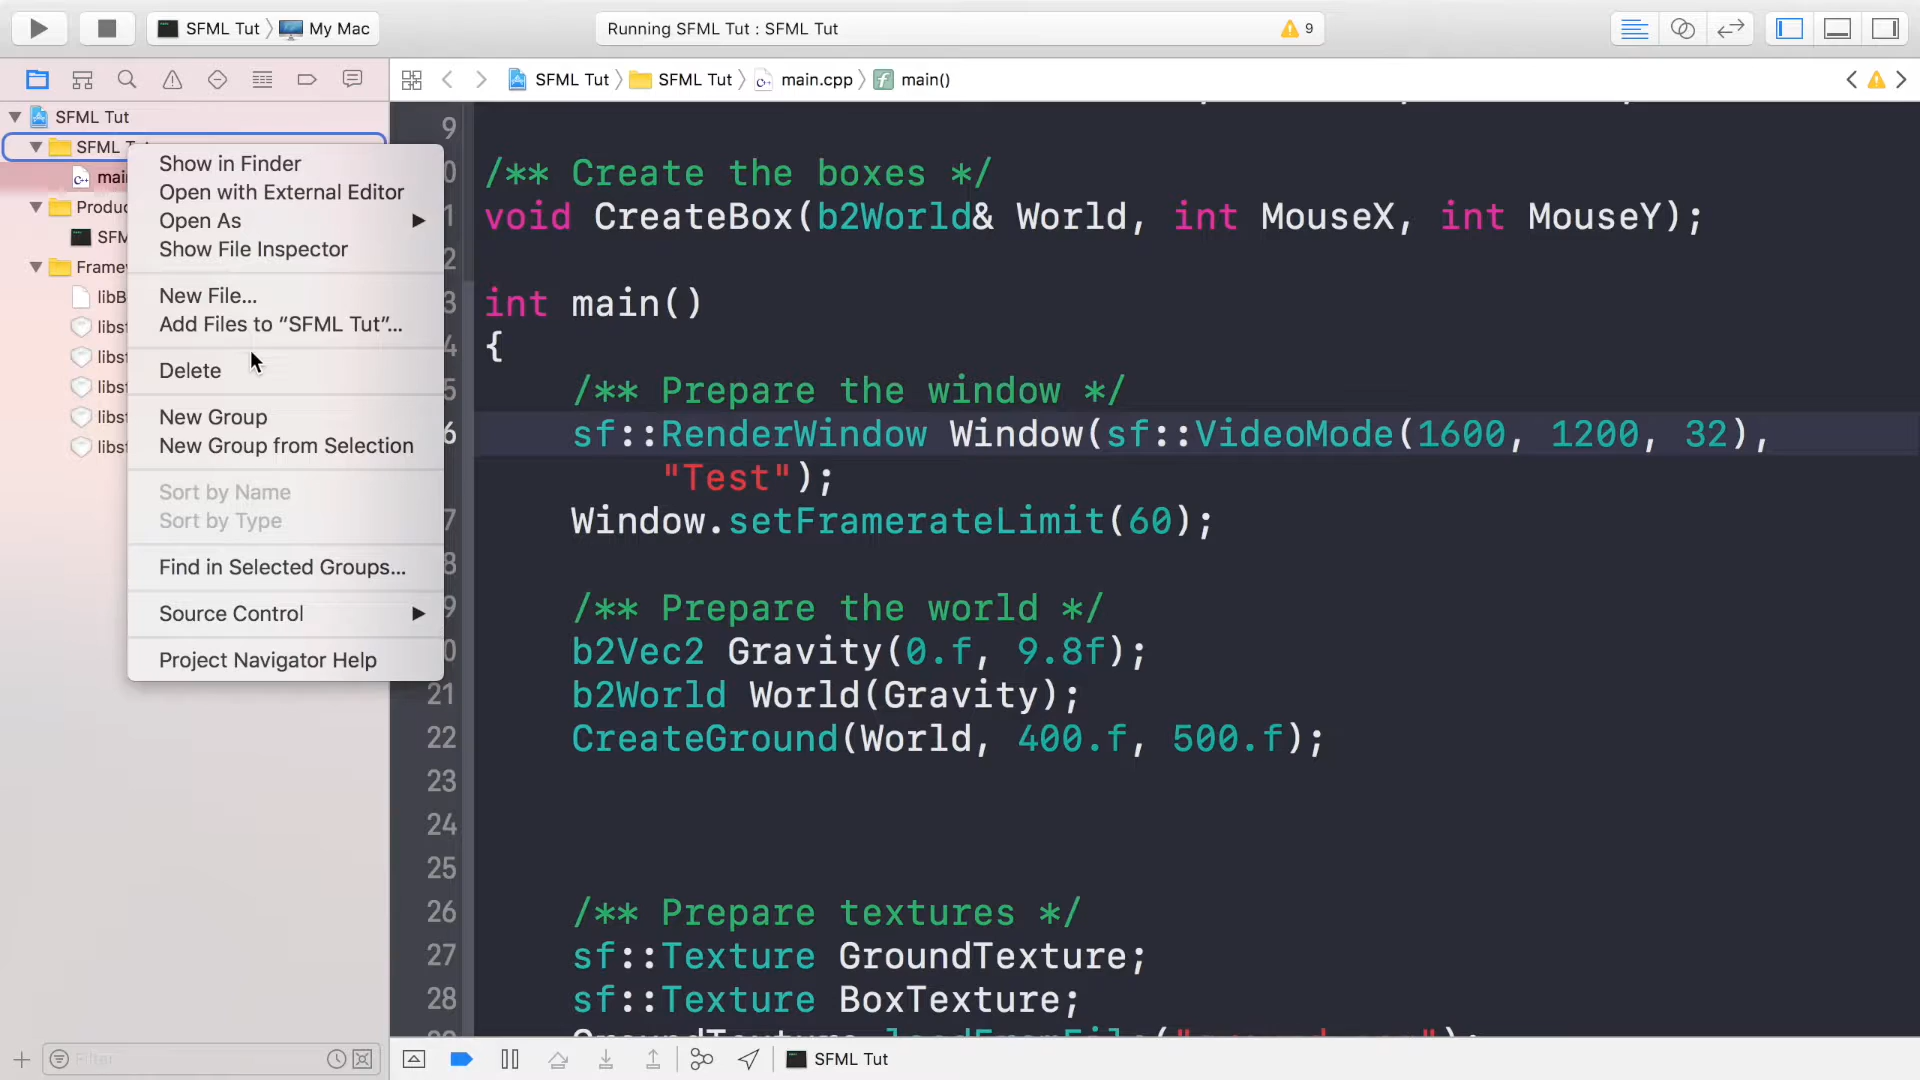 SFML Tut My Mac
Running SFML Tut : SFML Tut
9
SFML Tut SFML Tut main.cpp main()
SFML Tut
SFML
Show in Finder
Open with External Editor
Open As
Show File Inspector
New File...
Add Files to “SFML Tut”...
Delete
New Group
New Group from Selection
Sort by Name
Sort by Type
Find in Selected Groups...
Source Control
Project Navigator Help
Filter
9
/** Create the boxes */
void CreateBox(b2World& World, int MouseX, int MouseY);
int main()
{
/** Prepare the window */
sf::RenderWindow Window(sf::VideoMode(1600, 1200, 32),
"Test");
Window.setFramerateLimit(60);
/** Prepare the world */
b2Vec2 Gravity(0.f, 9.8f);
21 b2World World(Gravity);
22 CreateGround(World, 400.f, 500.f);
23
24
25
26 /** Prepare textures */
27 sf::Texture GroundTexture;
28 sf::Texture BoxTexture;
SFML Tut